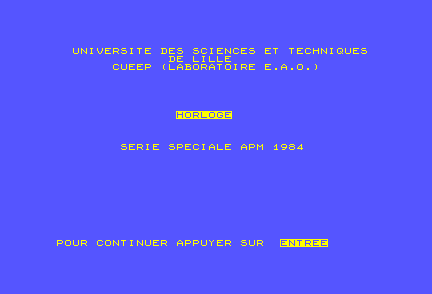 UNIVERSITE DES SCIENCES ET TECHNIQUES
DE LILLE
CUEEP (LABORATOIRE E.A.O.)
HORLOGE
SERIE SPECIALE APM 1984
POUR CONTINUER APPUYER SUR ENTREE